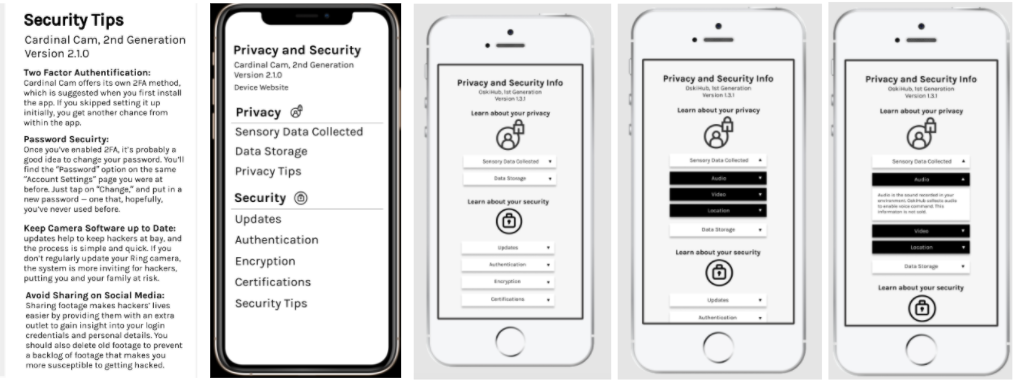 Security Tips
Cardinal Cam, 2nd Generation
Version 2.1.0
Two Factor Authentification:
Cardinal Cam offers its own 2FA method,
which is suggested when you first install
the app. If you skipped setting it up
initially, you get another chance from
within the app.
Password Secuirty:
Once you've enabled 2FA, it's probably a
good idea to change your password. You'll
find the "Password" option on the same
"Account Settings" page you were at
before. Just tap on "Change," and put in a
new password — one that, hopefully,
you've never used before.
Keep Camera Software up to Date:
updates help to keep hackers at bay, and
the process is simple and quick. If you
don't regularly update your Ring camera,
the system is more inviting for hackers,
putting you and your family at risk.
Avoid Sharing on Social Media:
Sharing footage makes hackers' lives
easier by providing them with an extra
outlet to gain insight into your login
credentials and personal details. You
should also delete old footage to prevent
a backlog of footage that makes you
more susceptible to getting hacked.
Privacy and Security
Cardinal Cam, 2nd Generation
Version 2.1.0
Device Website
Privacy
Sensory Data Collected
Data Storage
Privacy Tips
Security
Updates
Authentication
Encryption
Certifications
Security Tips
Privacy and Security Info
OskiHub, 1st Generation
Version 1.3.1
Learn about your privacy
Sensory Data Collected
Data Storage
Learn about your security
Updates
Authentication
Encryption
Certifications
Privacy and Security Info
OskiHub, 1st Generation
Version 1.3.1
Learn about your privacy
Sensory Data Collected
Audio
Video
Location
Data Storage
Learn about your security
Updates
Authentication
Privacy and Security Info
OskiHub, 1st Generation
Version 1.3.1
Learn about your privacy
Sensory Data Collected
Audio
Audio is the sound recorded in your
environment. OskiHub collects audio
to enable voice command. This
information is not sold.
Video
Location
Data Storage
Learn about your security